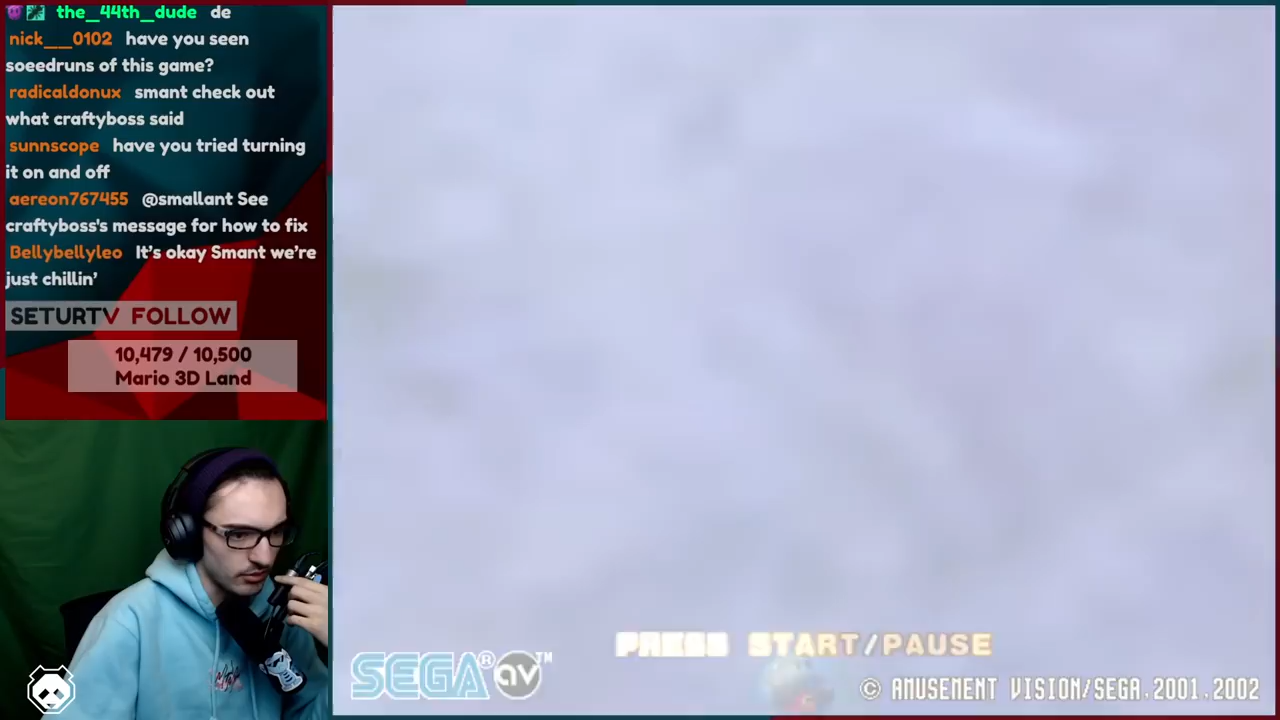 the_44th_dude de
nick__0102 have you seen
soeedruns of this game?
radicaldonux smant check out
what craftyboss said
sunnscope have you tried turning
it on and off
aereon767455 @smallant See
craftyboss's message for how to fix
Bellybellyleo It's okay Smant we're
just chillin'
SETURTV FOLLOW
10,479 / 10,500
Mario 3D Land
PRESS START/PAUSE
SEGA® av™
© AMUSEMENT VISION/SEGA.2001.2002